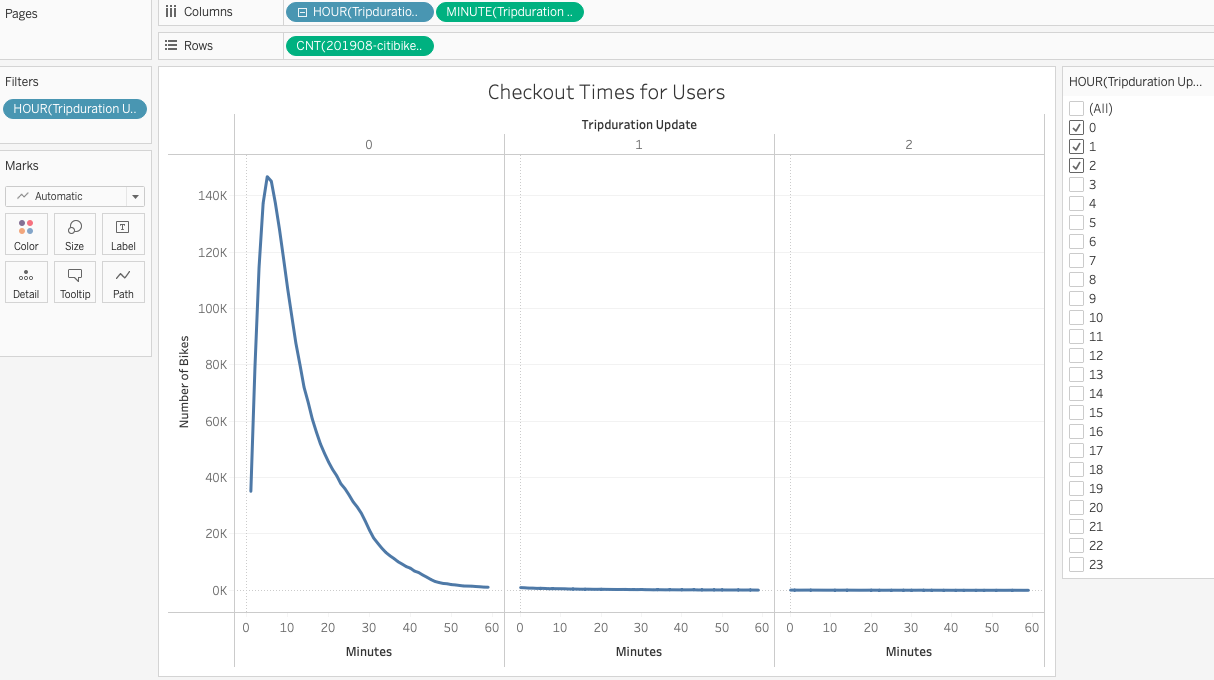 Pages
Columns
HOUR(Tripduratio..
MINUTE(Tripduration ..
Rows
CNT(201908-citibike..
Filters
HOUR(Tripduration U..
Marks
Automatic
Color
Size
Label
Detail
Tooltip
Path
Checkout Times for Users
Tripduration Update
0
1
2
Number of Bikes
140K
120K
100K
80K
60K
40K
20K
0K
0 10 20 30 40 50 60
0 10 20 30 40 50 60
0 10 20 30 40 50 60
Minutes
Minutes
Minutes
HOUR(Tripduration Up...
(All)
0
1
2
3
4
5
6
7
8
9
10
11
12
13
14
15
16
17
18
19
20
21
22
23